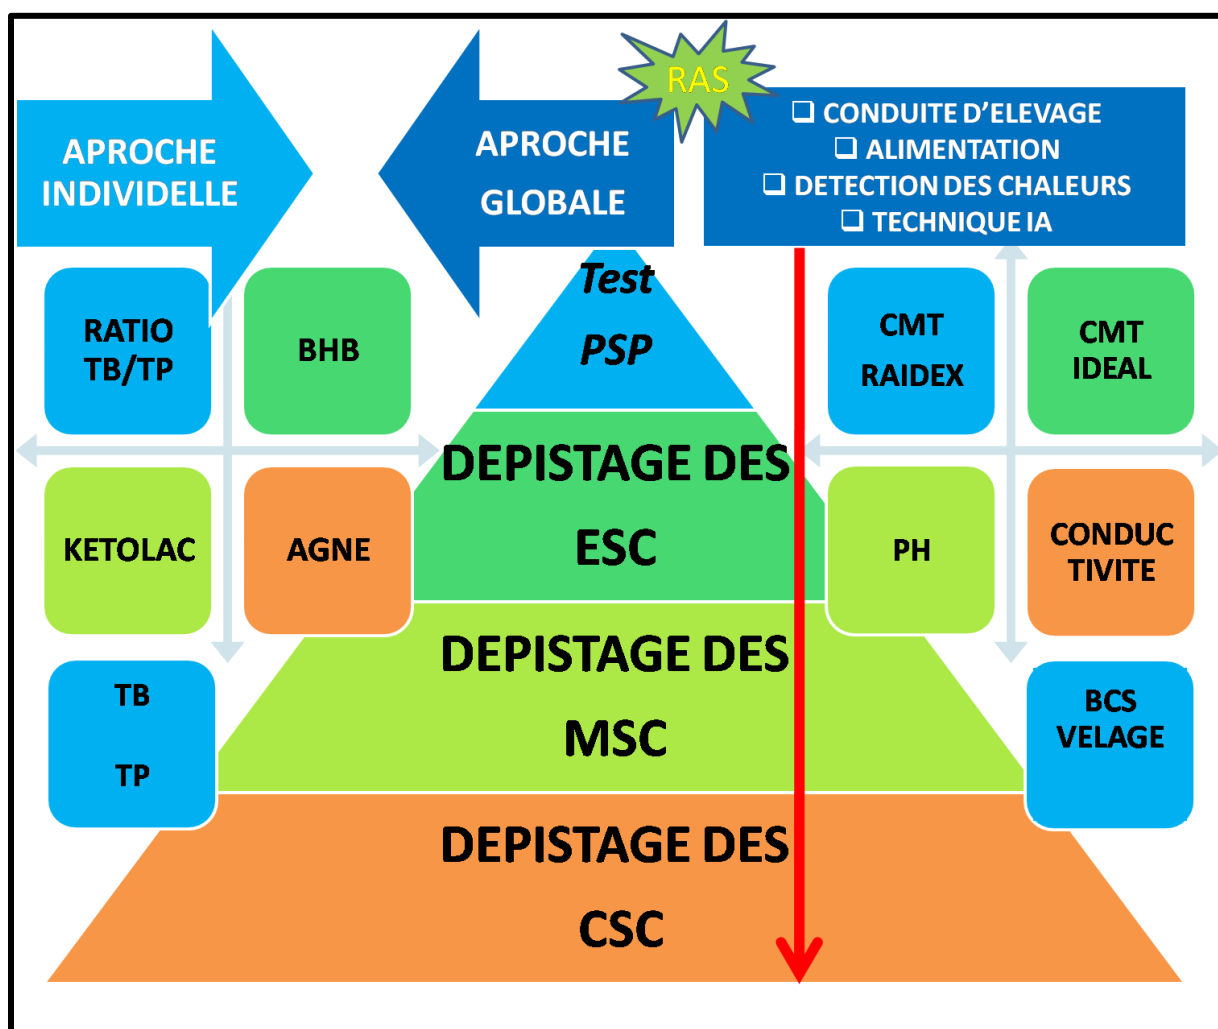 RAS
APROCHE
INDIVIDELLE
APROCHE
GLOBALE
❑ CONDUITE D’ELEVAGE
❑ ALIMENTATION
❑ DETECTION DES CHALEURS
❑ TECHNIQUE IA
RATIO
TB/TP
BHB
Test
PSP
CMT
RAIDEX
CMT
IDEAL
KETOLAC
AGNE
DEPISTAGE DES
ESC
PH
CONDUC
TIVITE
TB
TP
DEPISTAGE DES
MSC
BCS
VELAGE
DEPISTAGE DES
CSC